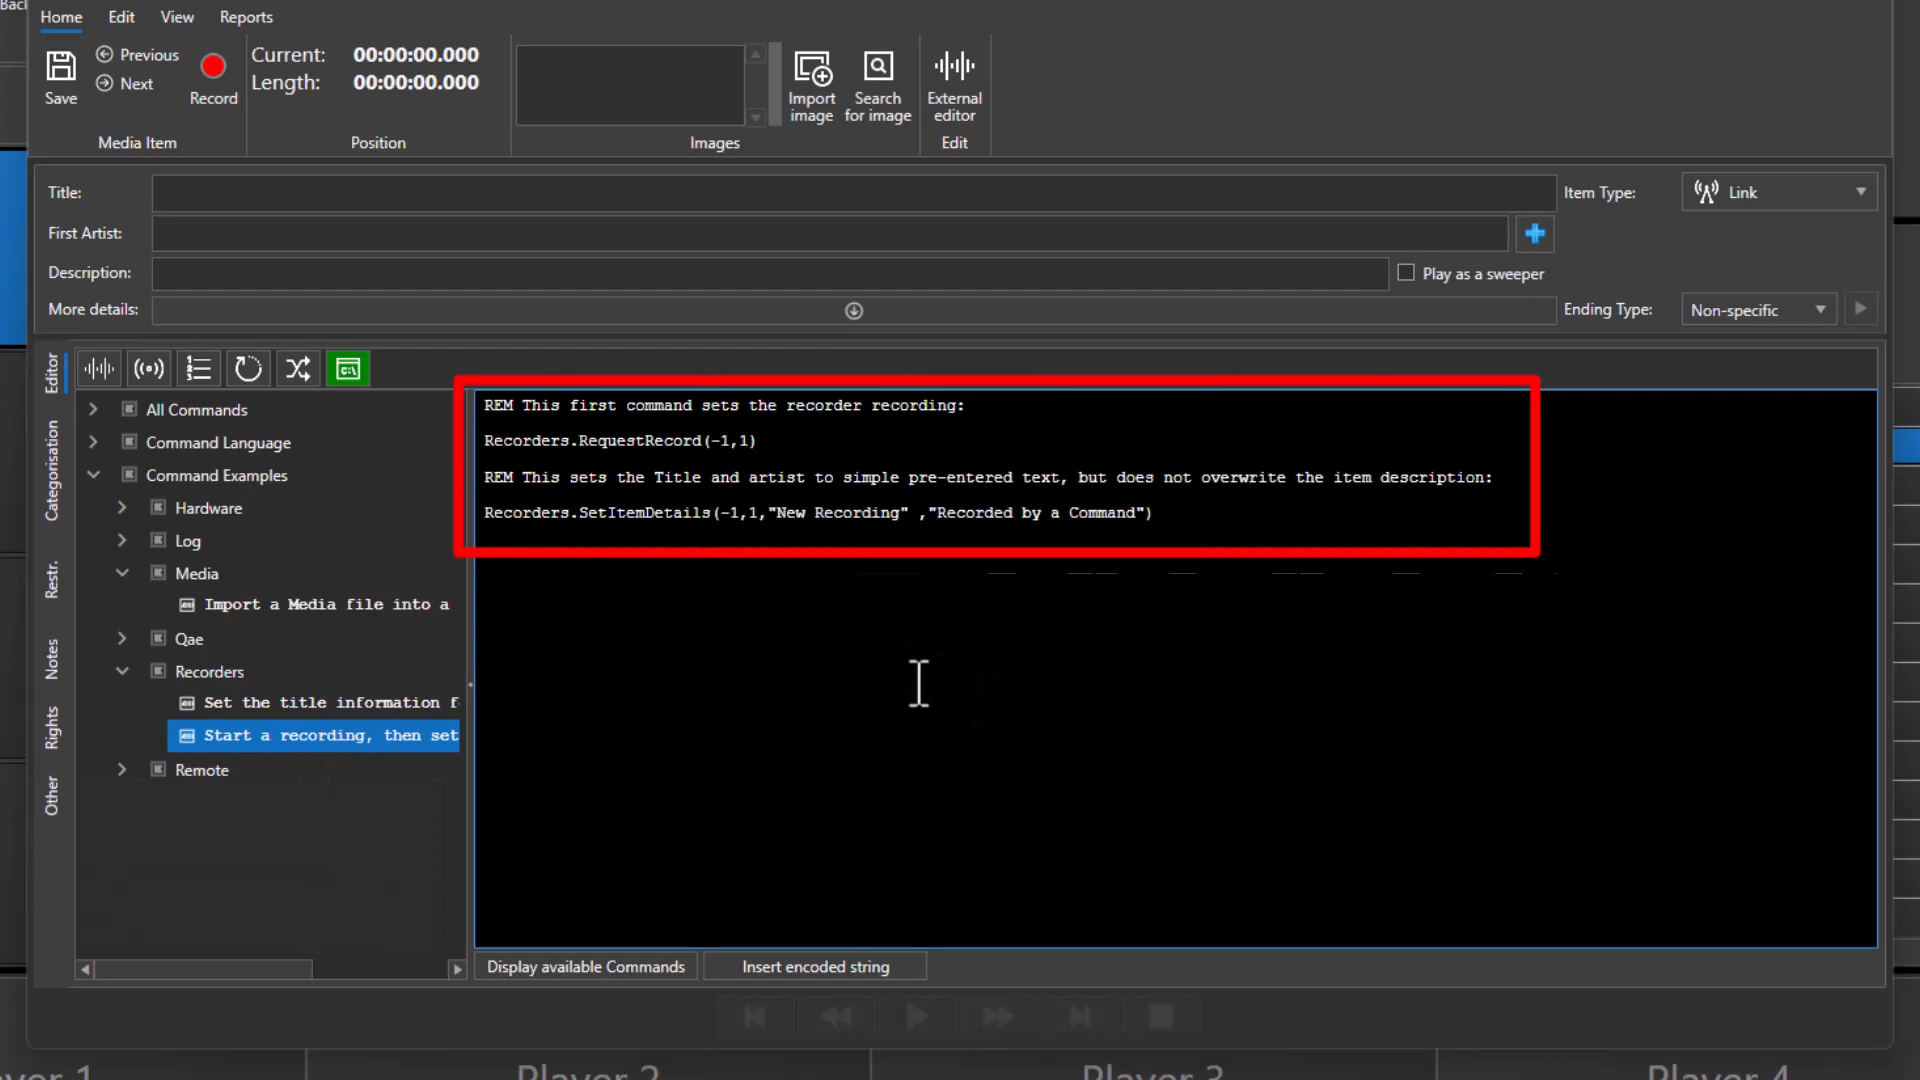 Back
Home Edit View Reports
Save
Previous
Next
Record
Media Item
Current: 00:00:00.000
Length: 00:00:00.000
Position
Import image
Search for image
Images
External editor
Edit
Title:
Item Type: Link
First Artist:
Description:
Play as a sweeper
More details:
Ending Type: Non-specific
Editor
Categorisation
Restr.
Notes
Rights
Other
C:\
All Commands
Command Language
Command Examples
Hardware
Log
Media
Import a Media file into a
Qae
Recorders
Set the title information f
Start a recording, then set
Remote
REM This first command sets the recorder recording:
Recorders.RequestRecord(-1,1)
REM This sets the Title and artist to simple pre-entered text, but does not overwrite the item description:
Recorders.SetItemDetails(-1,1,"New Recording" ,"Recorded by a Command")
Display available Commands
Insert encoded string
yer 1
Player 2
Player 3
Player 4